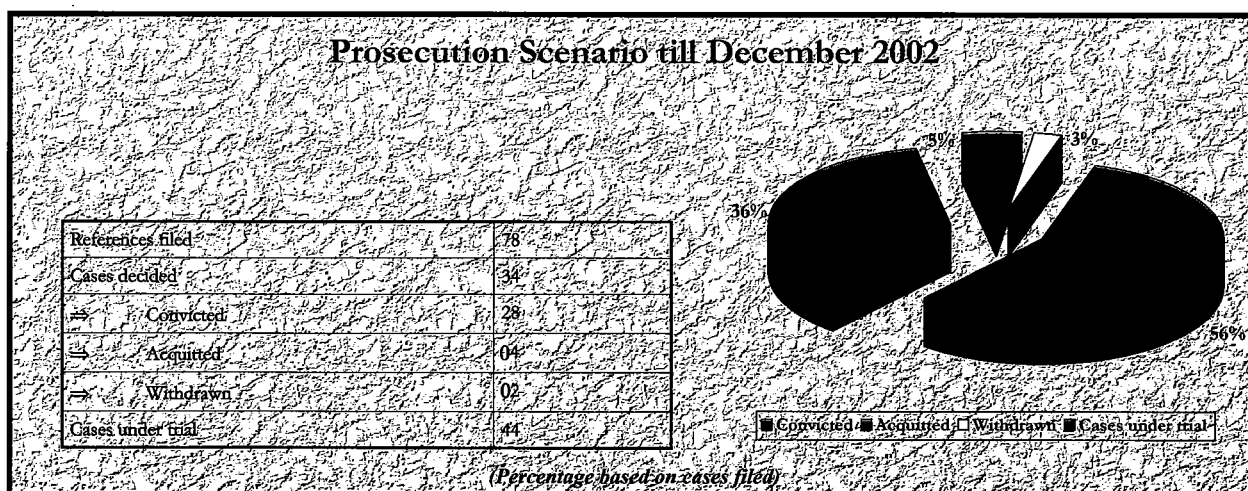 Prosecution Scenario till December 2002
References filed 78
Cases decided 34
⇒ Convicted 28
⇒ Acquitted 04
⇒ Withdrawn 02
Cases under trial 44
5%
3%
36%
56%
Convicted Acquitted Withdrawn Cases under trial
(Percentage based on cases filed)